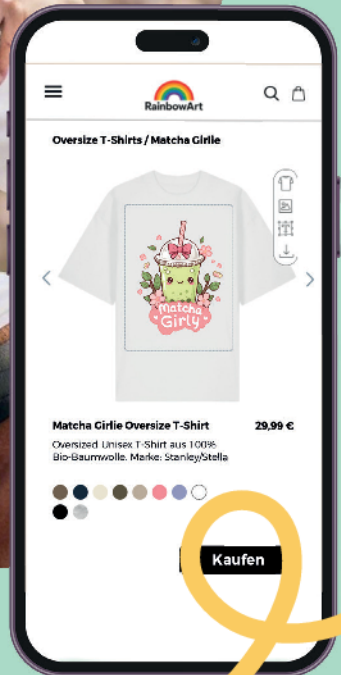 RainbowArt
Oversize T-Shirts / Matcha Girlie
Matcha
Girly
Matcha Girlie Oversize T-Shirt 29,99 €
Oversized Unisex T-Shirt aus 100%
Bio-Baumwolle. Marke: Stanley/Stella
Kaufen